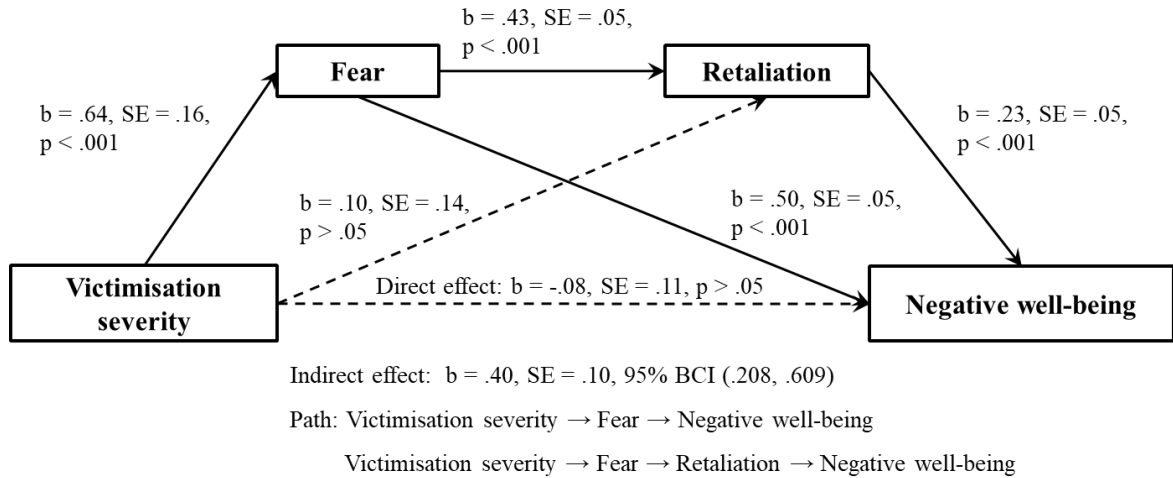 b = .43, SE = .05,
p < .001
Fear
Retaliation
b = .64, SE = .16,
p < .001
b = .23, SE = .05,
p < .001
b = .10, SE = .14,
p > .05
b = .50, SE = .05,
p < .001
Victimisation
severity
Direct effect: b = -.08, SE = .11, p > .05
Negative well-being
Indirect effect: b = .40, SE = .10, 95% BCI (.208, .609)
Path: Victimisation severity → Fear → Negative well-being
Victimisation severity → Fear → Retaliation → Negative well-being